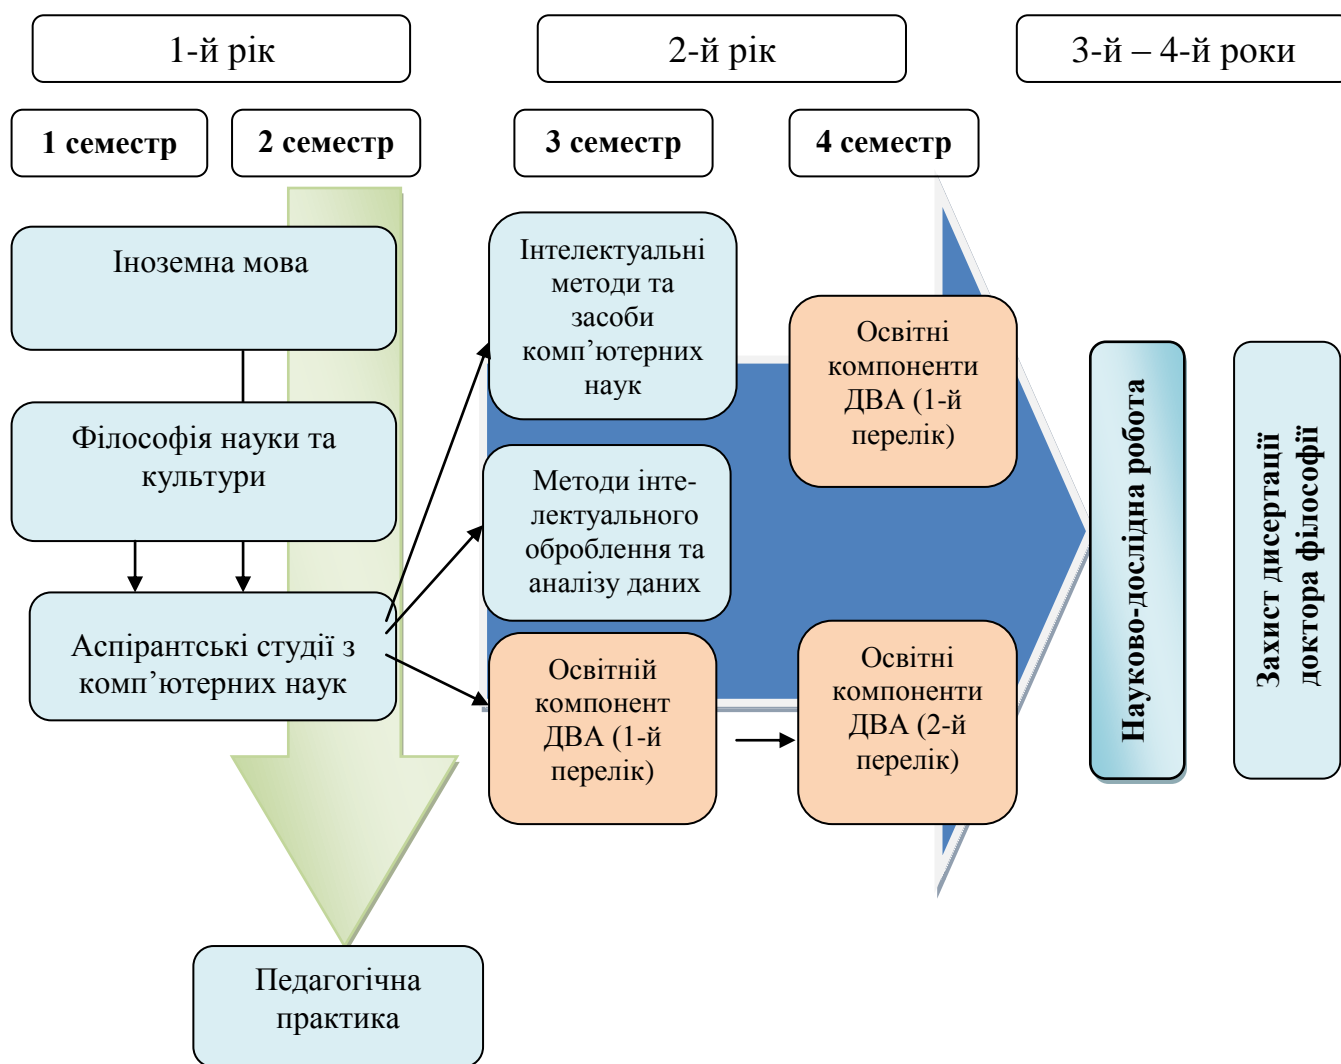 1-й рік
2-й рік
3-й – 4-й роки
1 семестр
2 семестр
3 семестр
4 семестр
Іноземна мова
Філософія науки та
культури
Аспірантські студії з
комп’ютерних наук
Педагогічна
практика
Інтелектуальні
методи та
засоби
комп’ютерних
наук
Методи інте-
лектуального
оброблення та
аналізу даних
Освітній
компонент
ДВА (1-й
перелік)
Освітні
компоненти
ДВА (1-й
перелік)
Освітні
компоненти
ДВА (2-й
перелік)
Науково-дослідна робота
Захист дисертації
доктора філософії